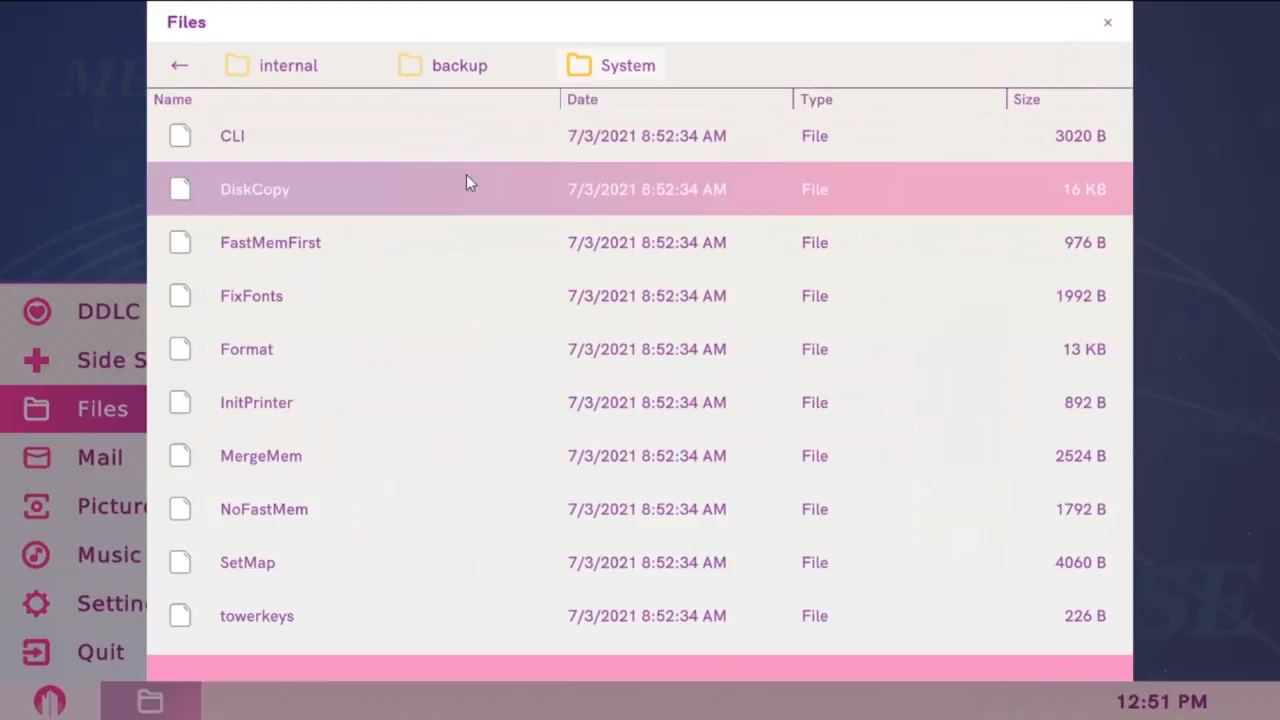 Files ×
← internal backup System
Name Date Type Size
CLI 7/3/2021 8:52:34 AM File 3020 B
DiskCopy 7/3/2021 8:52:34 AM File 16 KB
FastMemFirst 7/3/2021 8:52:34 AM File 976 B
FixFonts 7/3/2021 8:52:34 AM File 1992 B
Format 7/3/2021 8:52:34 AM File 13 KB
InitPrinter 7/3/2021 8:52:34 AM File 892 B
MergeMem 7/3/2021 8:52:34 AM File 2524 B
NoFastMem 7/3/2021 8:52:34 AM File 1792 B
SetMap 7/3/2021 8:52:34 AM File 4060 B
towerkeys 7/3/2021 8:52:34 AM File 226 B
DDLC
Side S
Files
Mail
Pictur
Music
Settin
Quit
12:51 PM